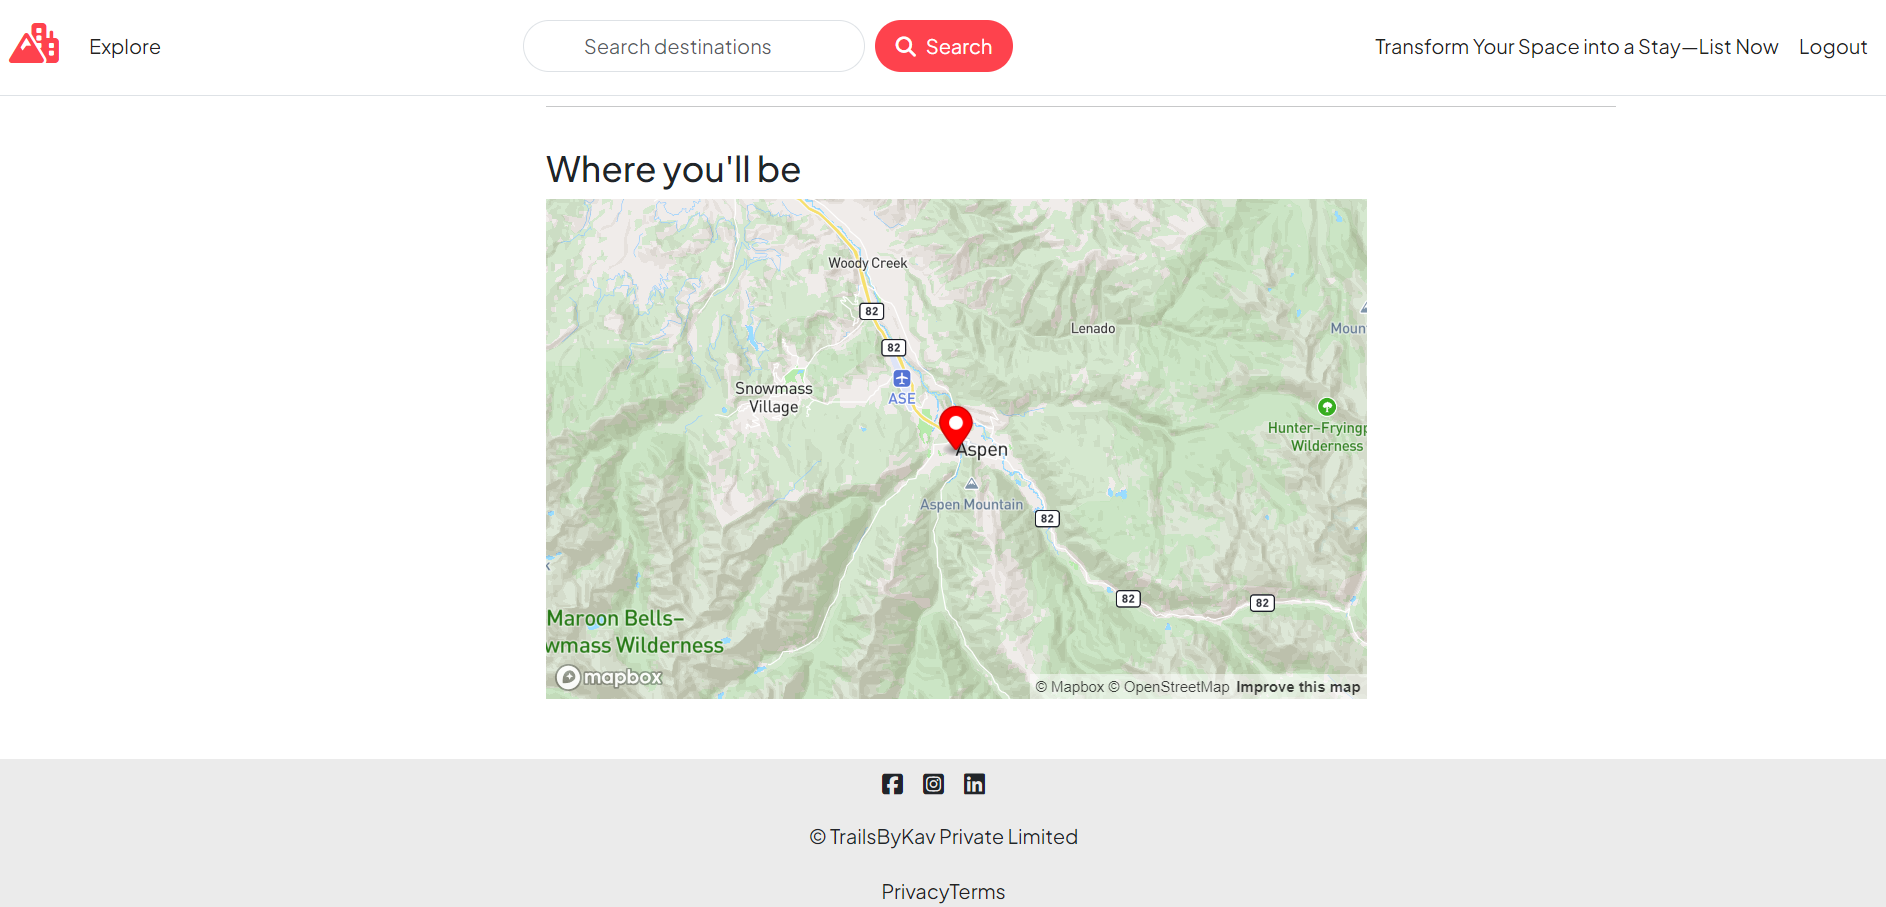 Explore
Search destinations
Search
Transform Your Space into a Stay—List Now
Logout
Where you'll be
Woody Creek
82
Lenado
Moun
82
ASE
Snowmass
Village
Hunter–Fryingp
Wilderness
Aspen
Aspen Mountain
82
82
82
Maroon Bells–
wmass Wilderness
mapbox
© Mapbox © OpenStreetMap Improve this map
© TrailsByKav Private Limited
PrivacyTerms